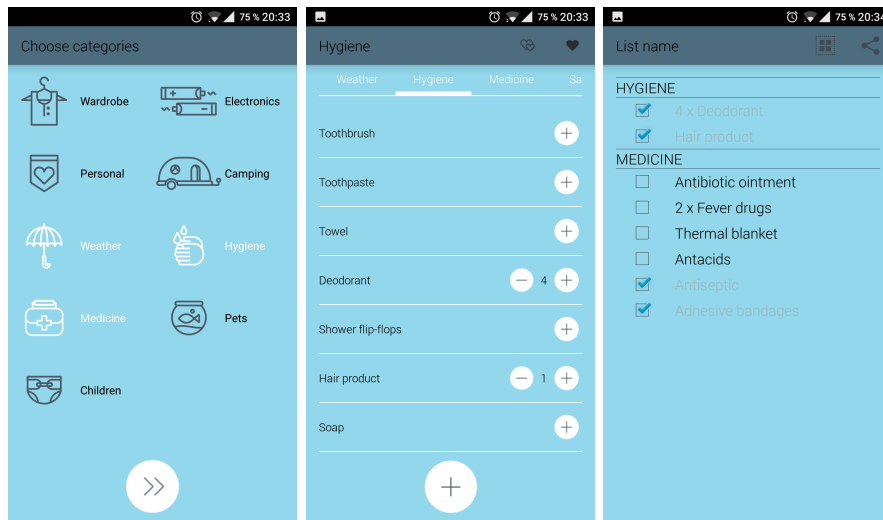 75 % 20:33
Choose categories
Wardrobe
Electronics
Personal
Camping
Weather
Hygiene
Medicine
Pets
Children
75 % 20:33
Hygiene
Weather Hygiene Medicine Sa
Toothbrush
Toothpaste
Towel
Deodorant 4
Shower flip-flops
Hair product 1
Soap
75 % 20:34
List name
HYGIENE
4 x Deodorant
Hair product
MEDICINE
Antibiotic ointment
2 x Fever drugs
Thermal blanket
Antacids
Antiseptic
Adhesive bandages